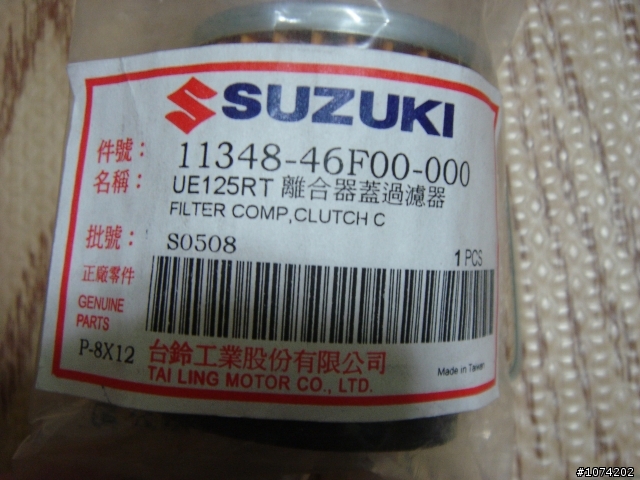 SUZUKI
件號： 11348-46F00-000
名稱： UE125RT 離合器蓋過濾器
FILTER COMP,CLUTCH C
批號： S0508 1 PCS
正廠零件
GENUINE
PARTS
P-8X12 台鈴工業股份有限公司
TAI LING MOTOR CO., LTD.
Made in Taiwan
#1074202